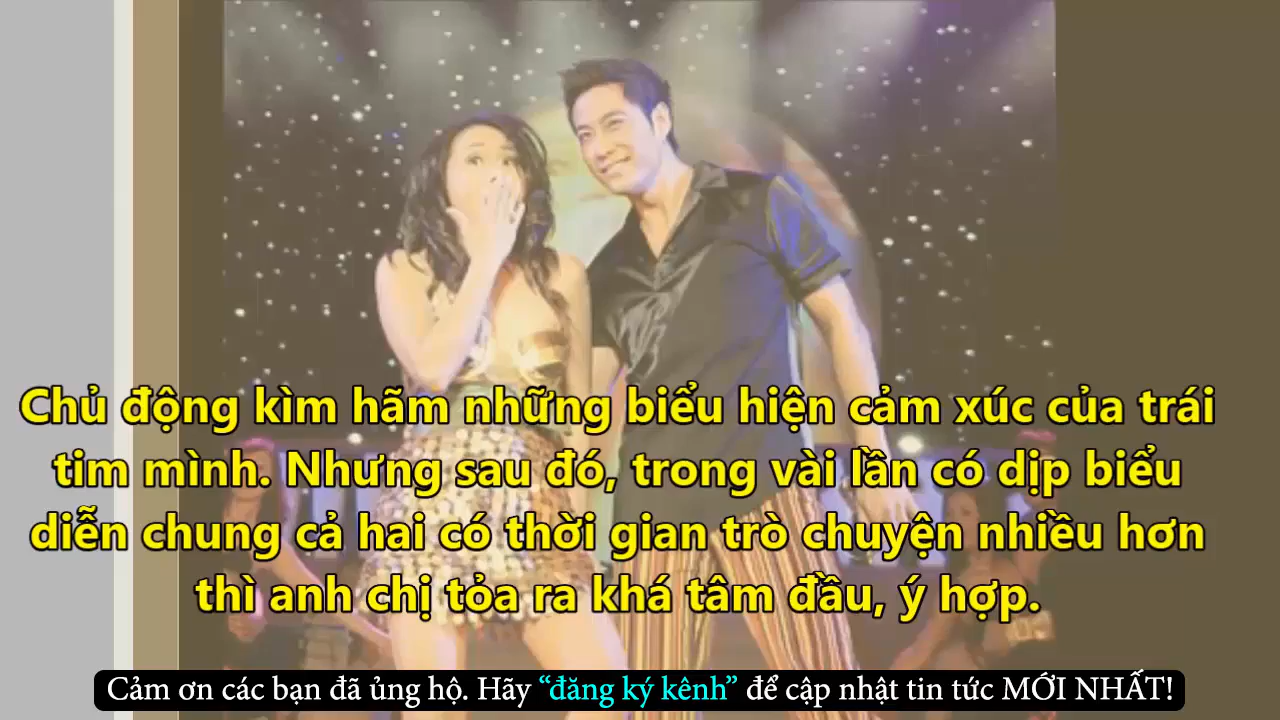 Chủ động kìm hãm những biểu hiện cảm xúc của trái
tim mình. Nhưng sau đó, trong vài lần có dịp biểu
diễn chung cả hai có thời gian trò chuyện nhiều hơn
thì anh chị tỏa ra khá tâm đầu, ý hợp.
Cảm ơn các bạn đã ủng hộ. Hãy “đăng ký kênh” để cập nhật tin tức MỚI NHẤT!